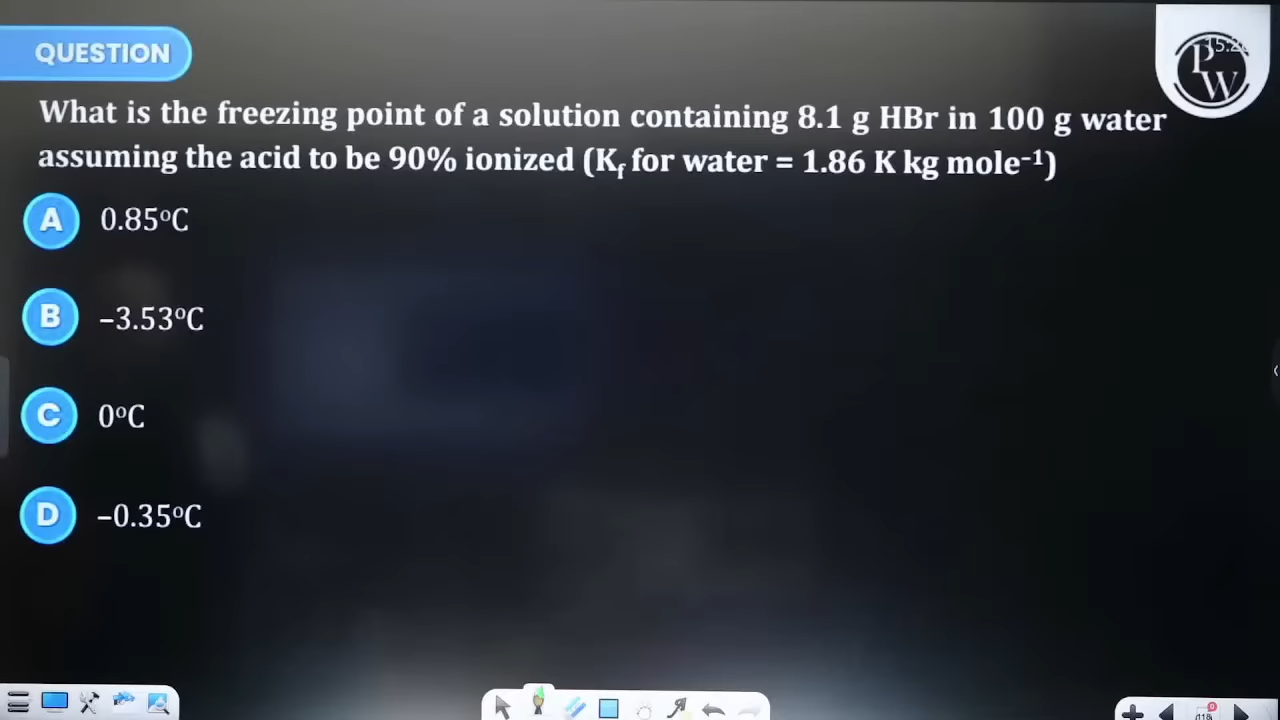 QUESTION
What is the freezing point of a solution containing 8.1 g HBr in 100 g water
assuming the acid to be 90% ionized (Kf for water = 1.86 K kg mole⁻¹)
A 0.85°C
B –3.53°C
C 0°C
D –0.35°C
P
W